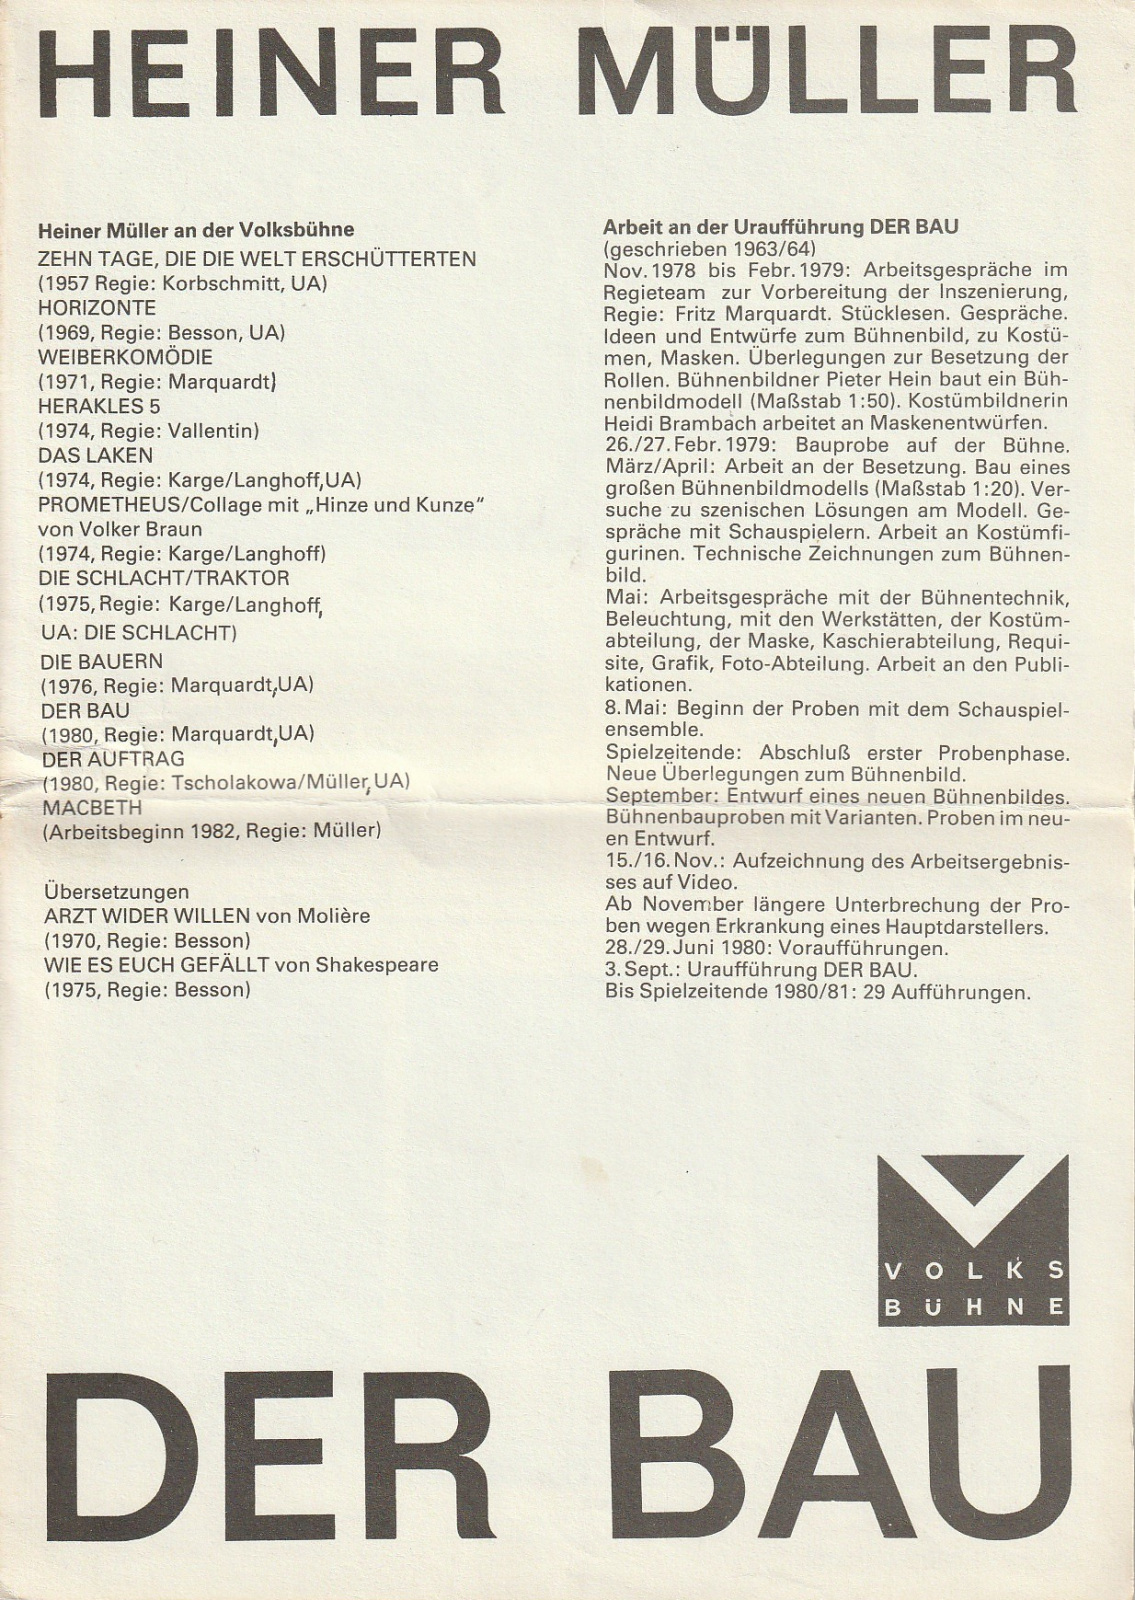 HEINER MÜLLER
Heiner Müller an der Volksbühne
ZEHN TAGE, DIE DIE WELT ERSCHÜTTERTEN
(1957 Regie: Korbschmitt, UA)
HORIZONTE
(1969, Regie: Besson, UA)
WEIBERKOMÖDIE
(1971, Regie: Marquardt)
HERAKLES 5
(1974, Regie: Vallentin)
DAS LAKEN
(1974, Regie: Karge/Langhoff,UA)
PROMETHEUS/Collage mit „Hinze und Kunze“
von Volker Braun
(1974, Regie: Karge/Langhoff)
DIE SCHLACHT/TRAKTOR
(1975, Regie: Karge/Langhoff,
UA: DIE SCHLACHT)
DIE BAUERN
(1976, Regie: Marquardt,UA)
DER BAU
(1980, Regie: Marquardt,UA)
DER AUFTRAG
(1980, Regie: Tscholakowa/Müller,UA)
MACBETH
(Arbeitsbeginn 1982, Regie: Müller)
Übersetzungen
ARZT WIDER WILLEN von Molière
(1970, Regie: Besson)
WIE ES EUCH GEFÄLLT von Shakespeare
(1975, Regie: Besson)
Arbeit an der Uraufführung DER BAU
(geschrieben 1963/64)
Nov. 1978 bis Febr. 1979: Arbeitsgespräche im
Regieteam zur Vorbereitung der Inszenierung,
Regie: Fritz Marquardt. Stücklesen. Gespräche.
Ideen und Entwürfe zum Bühnenbild, zu Kostü-
men, Masken. Überlegungen zur Besetzung der
Rollen. Bühnenbildner Pieter Hein baut ein Büh-
nenbildmodell (Maßstab 1:50). Kostümbildnerin
Heidi Brambach arbeitet an Maskenentwürfen.
26./27. Febr. 1979: Bauprobe auf der Bühne.
März/April: Arbeit an der Besetzung. Bau eines
großen Bühnenbildmodells (Maßstab 1:20). Ver-
suche zu szenischen Lösungen am Modell. Ge-
spräche mit Schauspielern. Arbeit an Kostümfi-
gurinen. Technische Zeichnungen zum Bühnen-
bild.
Mai: Arbeitsgespräche mit der Bühnentechnik,
Beleuchtung, mit den Werkstätten, der Kostüm-
abteilung, der Maske, Kaschierabteilung, Requi-
site, Grafik, Foto-Abteilung. Arbeit an den Publi-
kationen.
8. Mai: Beginn der Proben mit dem Schauspiel-
ensemble.
Spielzeitende: Abschluß erster Probenphase.
Neue Überlegungen zum Bühnenbild.
September: Entwurf eines neuen Bühnenbildes.
Bühnenbauproben mit Varianten. Proben im neu-
en Entwurf.
15./16. Nov.: Aufzeichnung des Arbeitsergebnis-
ses auf Video.
Ab November längere Unterbrechung der Pro-
ben wegen Erkrankung eines Hauptdarstellers.
28./29. Juni 1980: Voraufführungen.
3. Sept.: Uraufführung DER BAU.
Bis Spielzeitende 1980/81: 29 Aufführungen.
VOLKS
BÜHNE
DER BAU